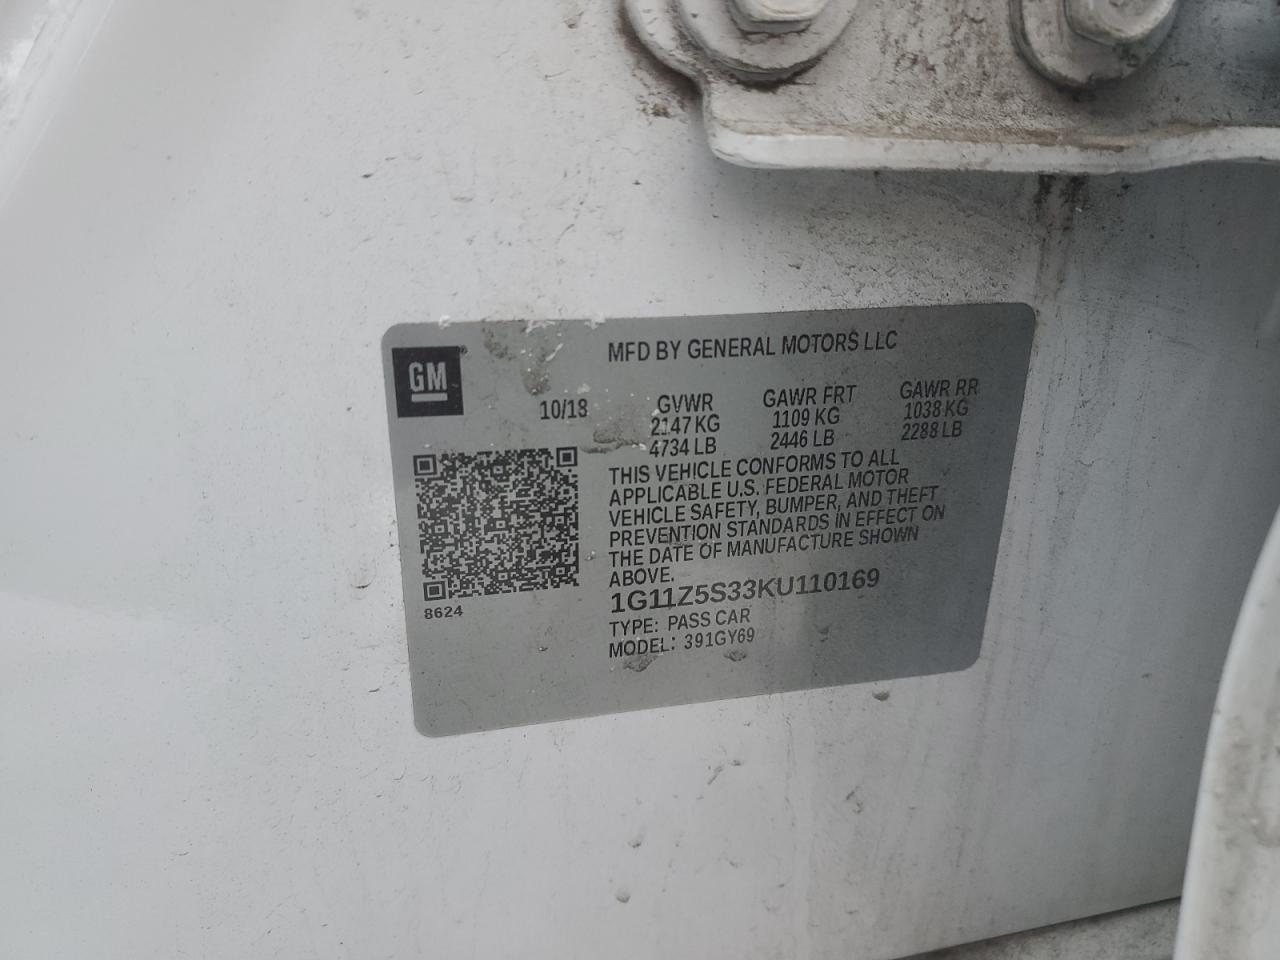 GM
MFD BY GENERAL MOTORS LLC
10/18 GVWR GAWR FRT GAWR RR
2147 KG 1109 KG 1038 KG
4734 LB 2446 LB 2288 LB
THIS VEHICLE CONFORMS TO ALL
APPLICABLE U.S. FEDERAL MOTOR
VEHICLE SAFETY, BUMPER, AND THEFT
PREVENTION STANDARDS IN EFFECT ON
THE DATE OF MANUFACTURE SHOWN
ABOVE.
1G11Z5S33KU110169
TYPE: PASS CAR
MODEL: 391GY69
8624